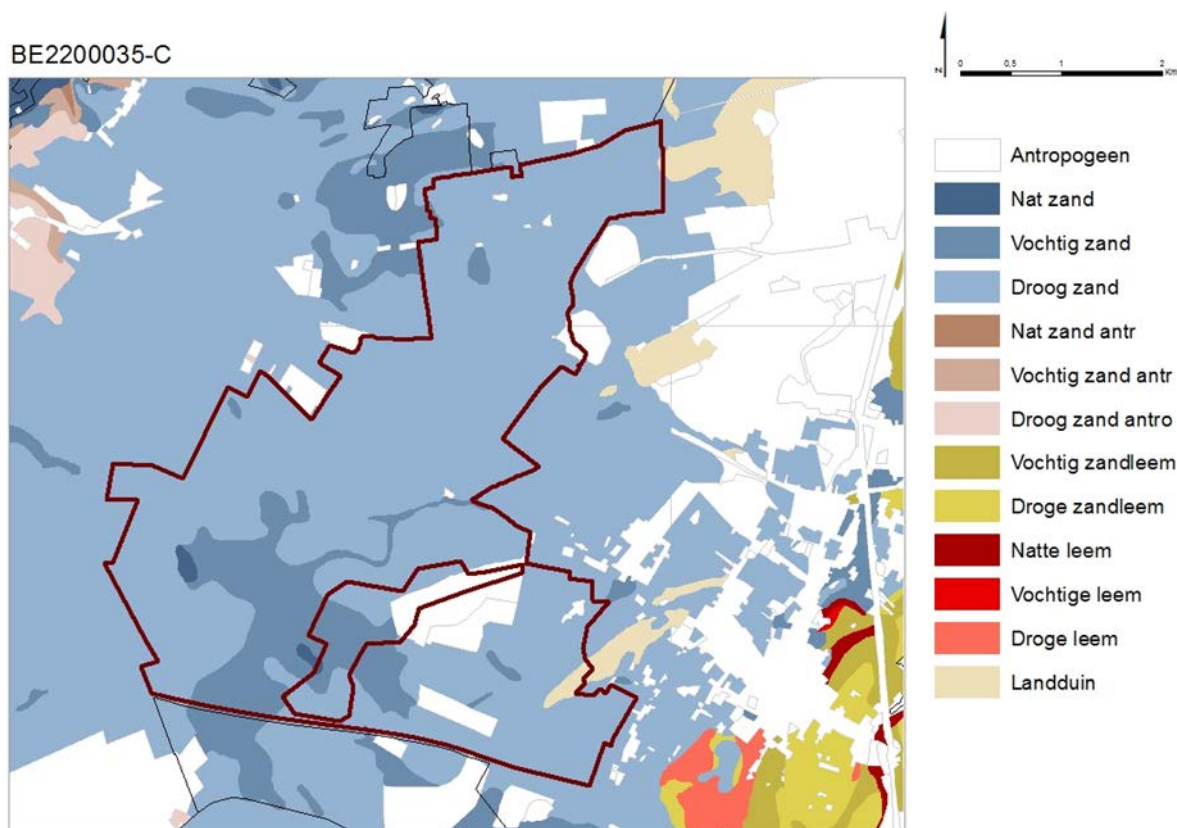 BE2200035-C
N
0 0,5 1 2
Km
Antropogeen
Nat zand
Vochtig zand
Droog zand
Nat zand antr
Vochtig zand antr
Droog zand antro
Vochtig zandleem
Droge zandleem
Natte leem
Vochtige leem
Droge leem
Landduin